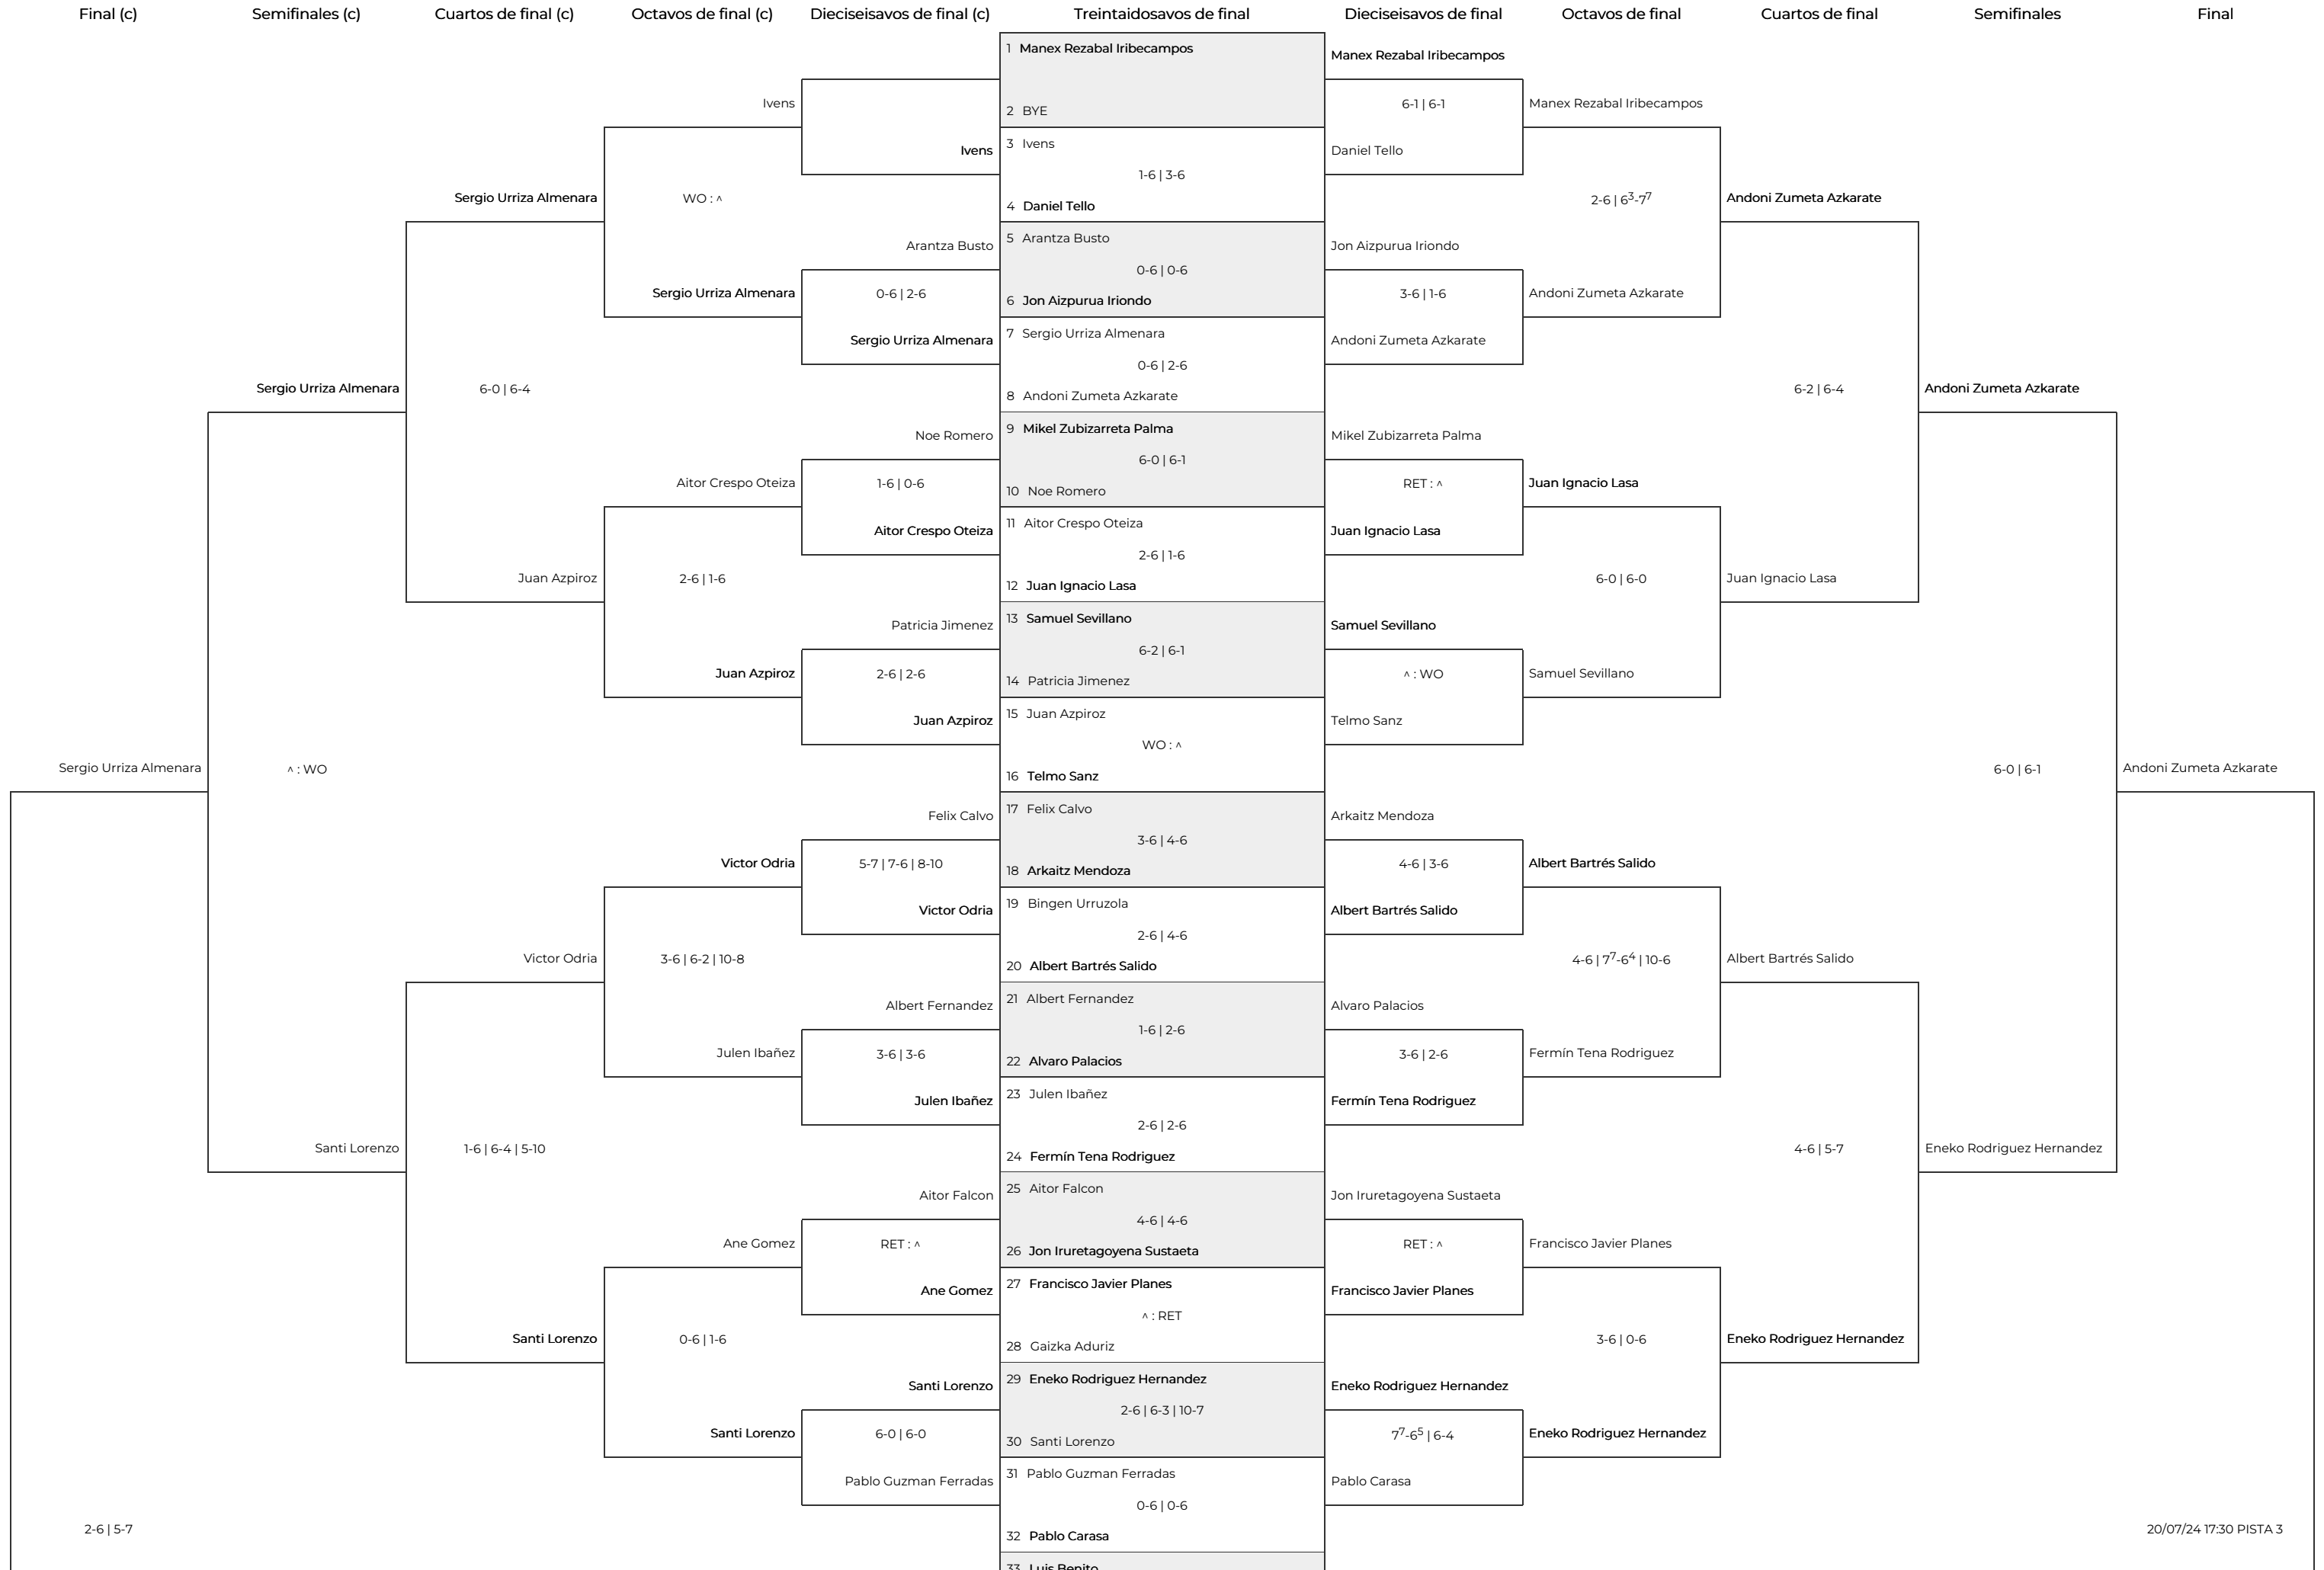 Final (c) Semifinales (c) Cuartos de final (c) Octavos de final (c) Dieciseisavos de final (c) Treintaidosavos de final Dieciseisavos de final Octavos de final Cuartos de final Semifinales Final
1 Manex Rezabal Iribecampos
Manex Rezabal Iribecampos
Ivens 6-1 | 6-1 Manex Rezabal Iribecampos
2 BYE
3 Ivens
Ivens Daniel Tello
1-6 | 3-6
Sergio Urriza Almenara WO : ^ 2-6 | 6³-7⁷ Andoni Zumeta Azkarate
4 Daniel Tello
5 Arantza Busto
Arantza Busto Jon Aizpurua Iriondo
0-6 | 0-6
Sergio Urriza Almenara 0-6 | 2-6 3-6 | 1-6 Andoni Zumeta Azkarate
6 Jon Aizpurua Iriondo
7 Sergio Urriza Almenara
Sergio Urriza Almenara Andoni Zumeta Azkarate
0-6 | 2-6
Sergio Urriza Almenara 6-0 | 6-4 6-2 | 6-4 Andoni Zumeta Azkarate
8 Andoni Zumeta Azkarate
9 Mikel Zubizarreta Palma
Noe Romero Mikel Zubizarreta Palma
6-0 | 6-1
Aitor Crespo Oteiza 1-6 | 0-6 RET : ^ Juan Ignacio Lasa
10 Noe Romero
11 Aitor Crespo Oteiza
Aitor Crespo Oteiza Juan Ignacio Lasa
2-6 | 1-6
Juan Azpiroz 2-6 | 1-6 6-0 | 6-0 Juan Ignacio Lasa
12 Juan Ignacio Lasa
13 Samuel Sevillano
Patricia Jimenez Samuel Sevillano
6-2 | 6-1
Juan Azpiroz 2-6 | 2-6 ^ : WO Samuel Sevillano
14 Patricia Jimenez
15 Juan Azpiroz
Juan Azpiroz Telmo Sanz
WO : ^
Sergio Urriza Almenara ^ : WO 6-0 | 6-1 Andoni Zumeta Azkarate
16 Telmo Sanz
17 Felix Calvo
Felix Calvo Arkaitz Mendoza
3-6 | 4-6
Victor Odria 5-7 | 7-6 | 8-10 4-6 | 3-6 Albert Bartrés Salido
18 Arkaitz Mendoza
19 Bingen Urruzola
Victor Odria Albert Bartrés Salido
2-6 | 4-6
Victor Odria 3-6 | 6-2 | 10-8 4-6 | 7⁷-6⁴ | 10-6 Albert Bartrés Salido
20 Albert Bartrés Salido
21 Albert Fernandez
Albert Fernandez Alvaro Palacios
1-6 | 2-6
Julen Ibañez 3-6 | 3-6 3-6 | 2-6 Fermín Tena Rodriguez
22 Alvaro Palacios
23 Julen Ibañez
Julen Ibañez Fermín Tena Rodriguez
2-6 | 2-6
Santi Lorenzo 1-6 | 6-4 | 5-10 4-6 | 5-7 Eneko Rodriguez Hernandez
24 Fermín Tena Rodriguez
25 Aitor Falcon
Aitor Falcon Jon Iruretagoyena Sustaeta
4-6 | 4-6
Ane Gomez RET : ^ RET : ^ Francisco Javier Planes
26 Jon Iruretagoyena Sustaeta
27 Francisco Javier Planes
Ane Gomez Francisco Javier Planes
^ : RET
Santi Lorenzo 0-6 | 1-6 3-6 | 0-6 Eneko Rodriguez Hernandez
28 Gaizka Aduriz
29 Eneko Rodriguez Hernandez
Santi Lorenzo Eneko Rodriguez Hernandez
2-6 | 6-3 | 10-7
Santi Lorenzo 6-0 | 6-0 7⁷-6⁵ | 6-4 Eneko Rodriguez Hernandez
30 Santi Lorenzo
31 Pablo Guzman Ferradas
Pablo Guzman Ferradas Pablo Carasa
0-6 | 0-6
2-6 | 5-7 20/07/24 17:30 PISTA 3
32 Pablo Carasa
33 Luis Benito